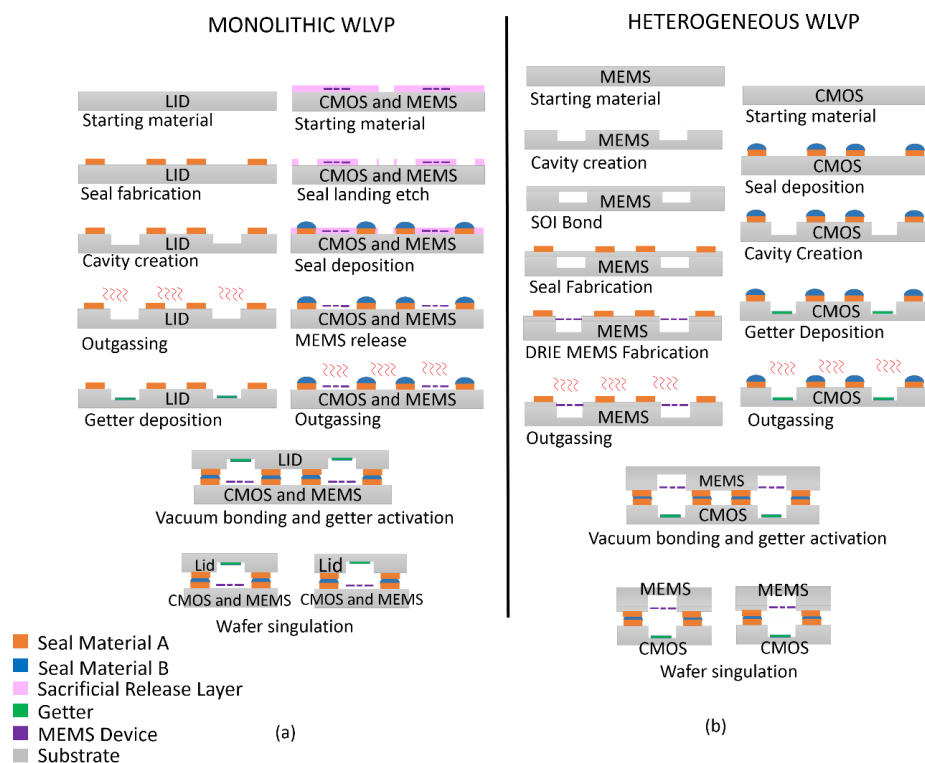 MONOLITHIC WLVP
LID
Starting material
LID
Seal fabrication
LID
Cavity creation
LID
Outgassing
LID
Getter deposition
CMOS and MEMS
Starting material
CMOS and MEMS
Seal landing etch
CMOS and MEMS
Seal deposition
CMOS and MEMS
MEMS release
CMOS and MEMS
Outgassing
LID
CMOS and MEMS
Vacuum bonding and getter activation
Lid
CMOS and MEMS
Lid
CMOS and MEMS
Wafer singulation
Seal Material A
Seal Material B
Sacrificial Release Layer
Getter
MEMS Device
Substrate
(a)
HETEROGENEOUS WLVP
MEMS
Starting material
MEMS
Cavity creation
MEMS
SOI Bond
MEMS
Seal Fabrication
MEMS
DRIE MEMS Fabrication
MEMS
Outgassing
CMOS
Starting material
CMOS
Seal deposition
CMOS
Cavity Creation
CMOS
Getter Deposition
CMOS
Outgassing
MEMS
CMOS
Vacuum bonding and getter activation
MEMS
CMOS
MEMS
CMOS
Wafer singulation
(b)